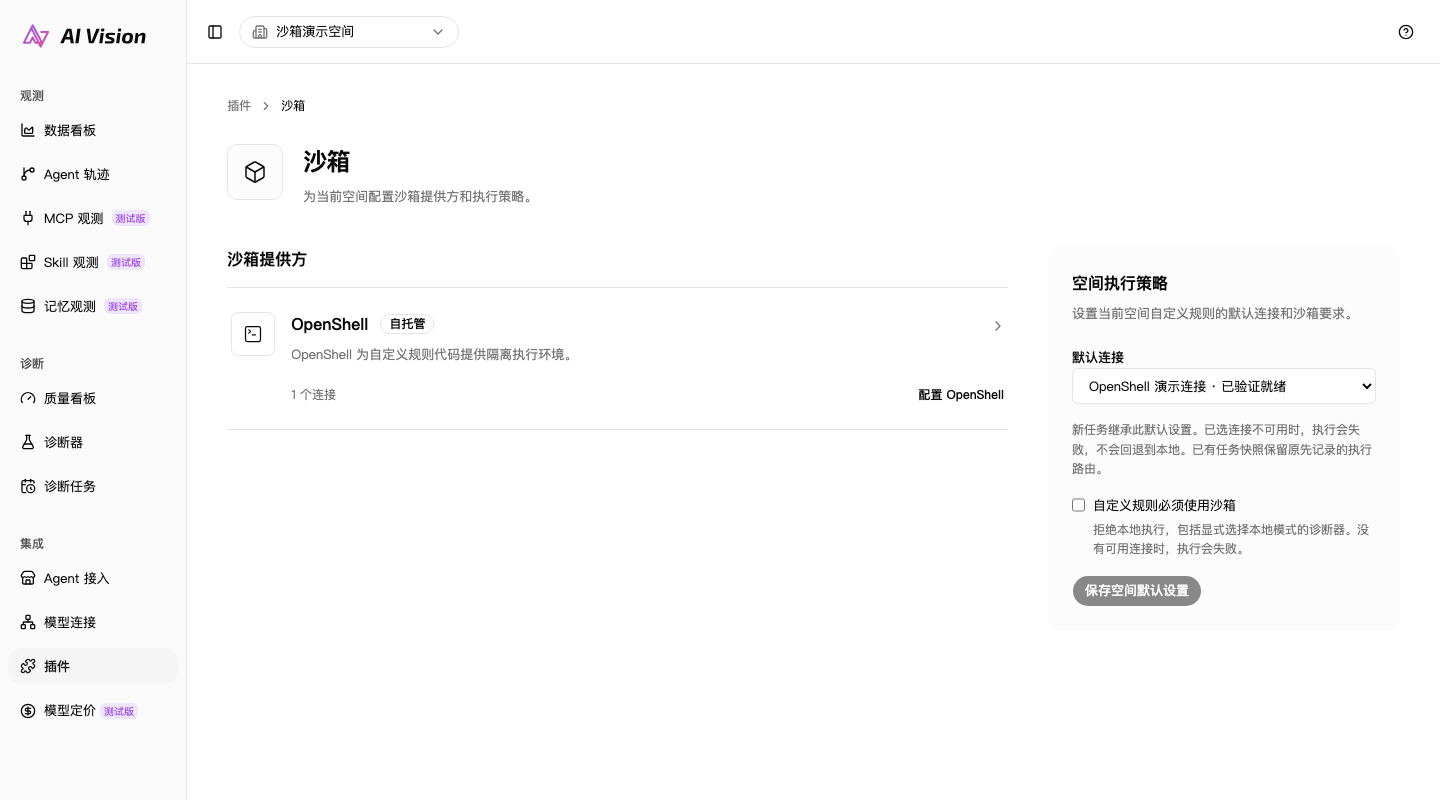 AI Vision
沙箱演示空间
观测
数据看板
Agent 轨迹
MCP 观测 测试版
Skill 观测 测试版
记忆观测 测试版
诊断
质量看板
诊断器
诊断任务
集成
Agent 接入
模型连接
插件
模型定价 测试版
插件 > 沙箱
沙箱
为当前空间配置沙箱提供方和执行策略。
沙箱提供方
OpenShell 自托管
OpenShell 为自定义规则代码提供隔离执行环境。
1 个连接
配置 OpenShell
空间执行策略
设置当前空间自定义规则的默认连接和沙箱要求。
默认连接
OpenShell 演示连接 · 已验证就绪
新任务继承此默认设置。已选连接不可用时，执行会失
败，不会回退到本地。已有任务快照保留原先记录的执行
路由。
自定义规则必须使用沙箱
拒绝本地执行，包括显式选择本地模式的诊断器。没
有可用连接时，执行会失败。
保存空间默认设置